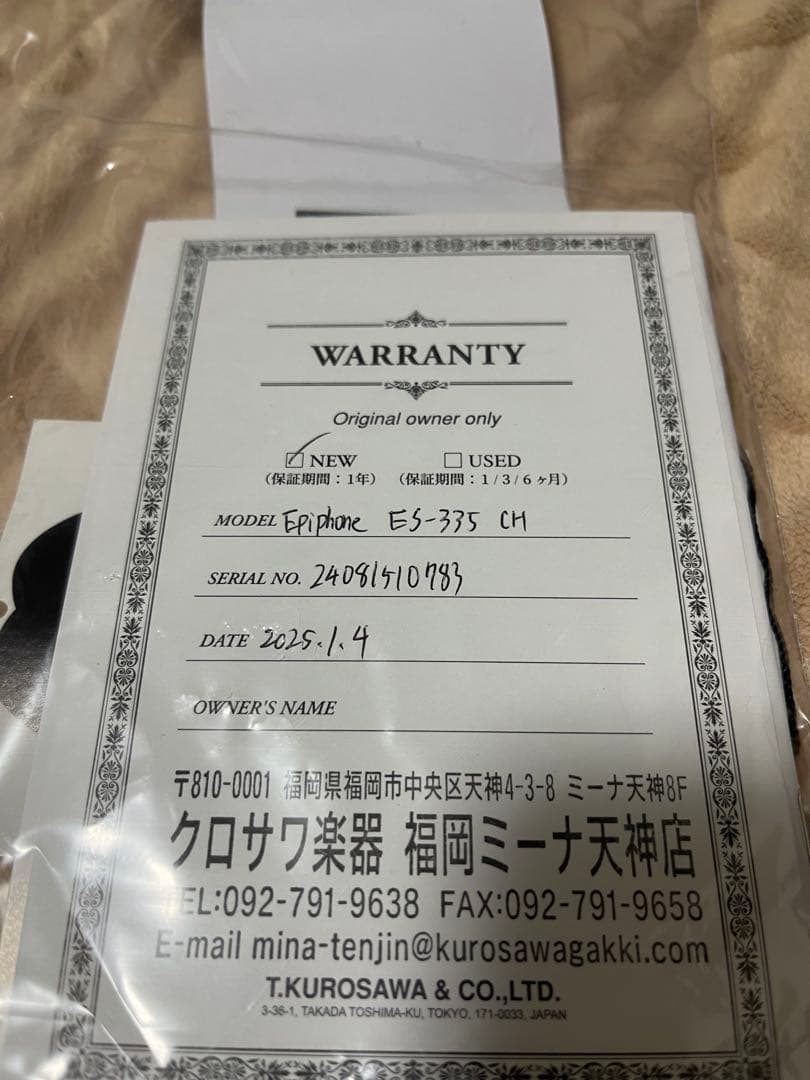 WARRANTY
Original owner only
☑ NEW ☐ USED
(保証期間：1年) (保証期間：1/3/6ヶ月)
MODEL Epiphone ES-335 CH
SERIAL NO. 24081510783
DATE 2025.1.4
OWNER'S NAME
〒810-0001 福岡県福岡市中央区天神4-3-8 ミーナ天神8F
クロサワ楽器 福岡ミーナ天神店
TEL:092-791-9638 FAX:092-791-9658
E-mail mina-tenjin@kurosawagakki.com
T.KUROSAWA & CO.,LTD.
3-36-1, TAKADA TOSHIMA-KU, TOKYO, 171-0033, JAPAN